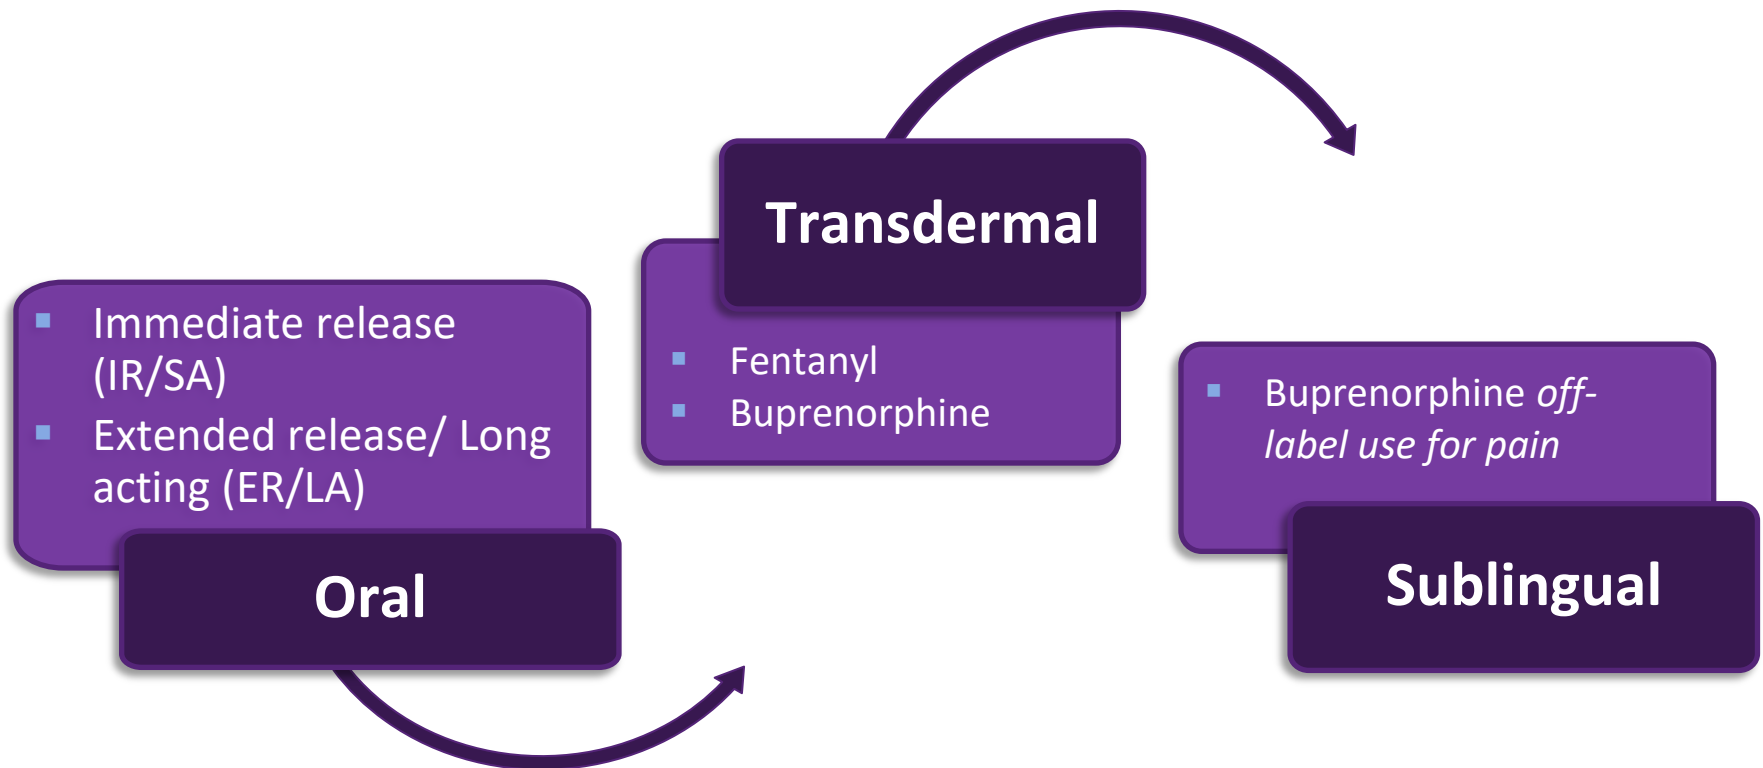 Immediate release
(IR/SA)
Extended release/ Long
acting (ER/LA)
Oral
Transdermal
Fentanyl
Buprenorphine
Buprenorphine off-
label use for pain
Sublingual